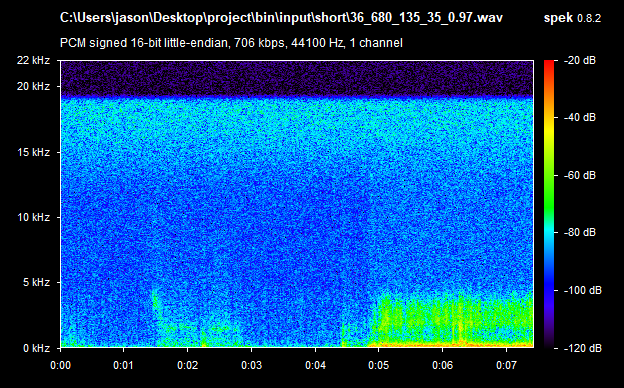 C:\Users\jason\Desktop\project\bin\input\short\36_680_135_35_0.97.wav
spek 0.8.2
PCM signed 16-bit little-endian, 706 kbps, 44100 Hz, 1 channel
22 kHz
20 kHz
15 kHz
10 kHz
5 kHz
0 kHz
0:00 0:01 0:02 0:03 0:04 0:05 0:06 0:07
-20 dB
-40 dB
-60 dB
-80 dB
-100 dB
-120 dB